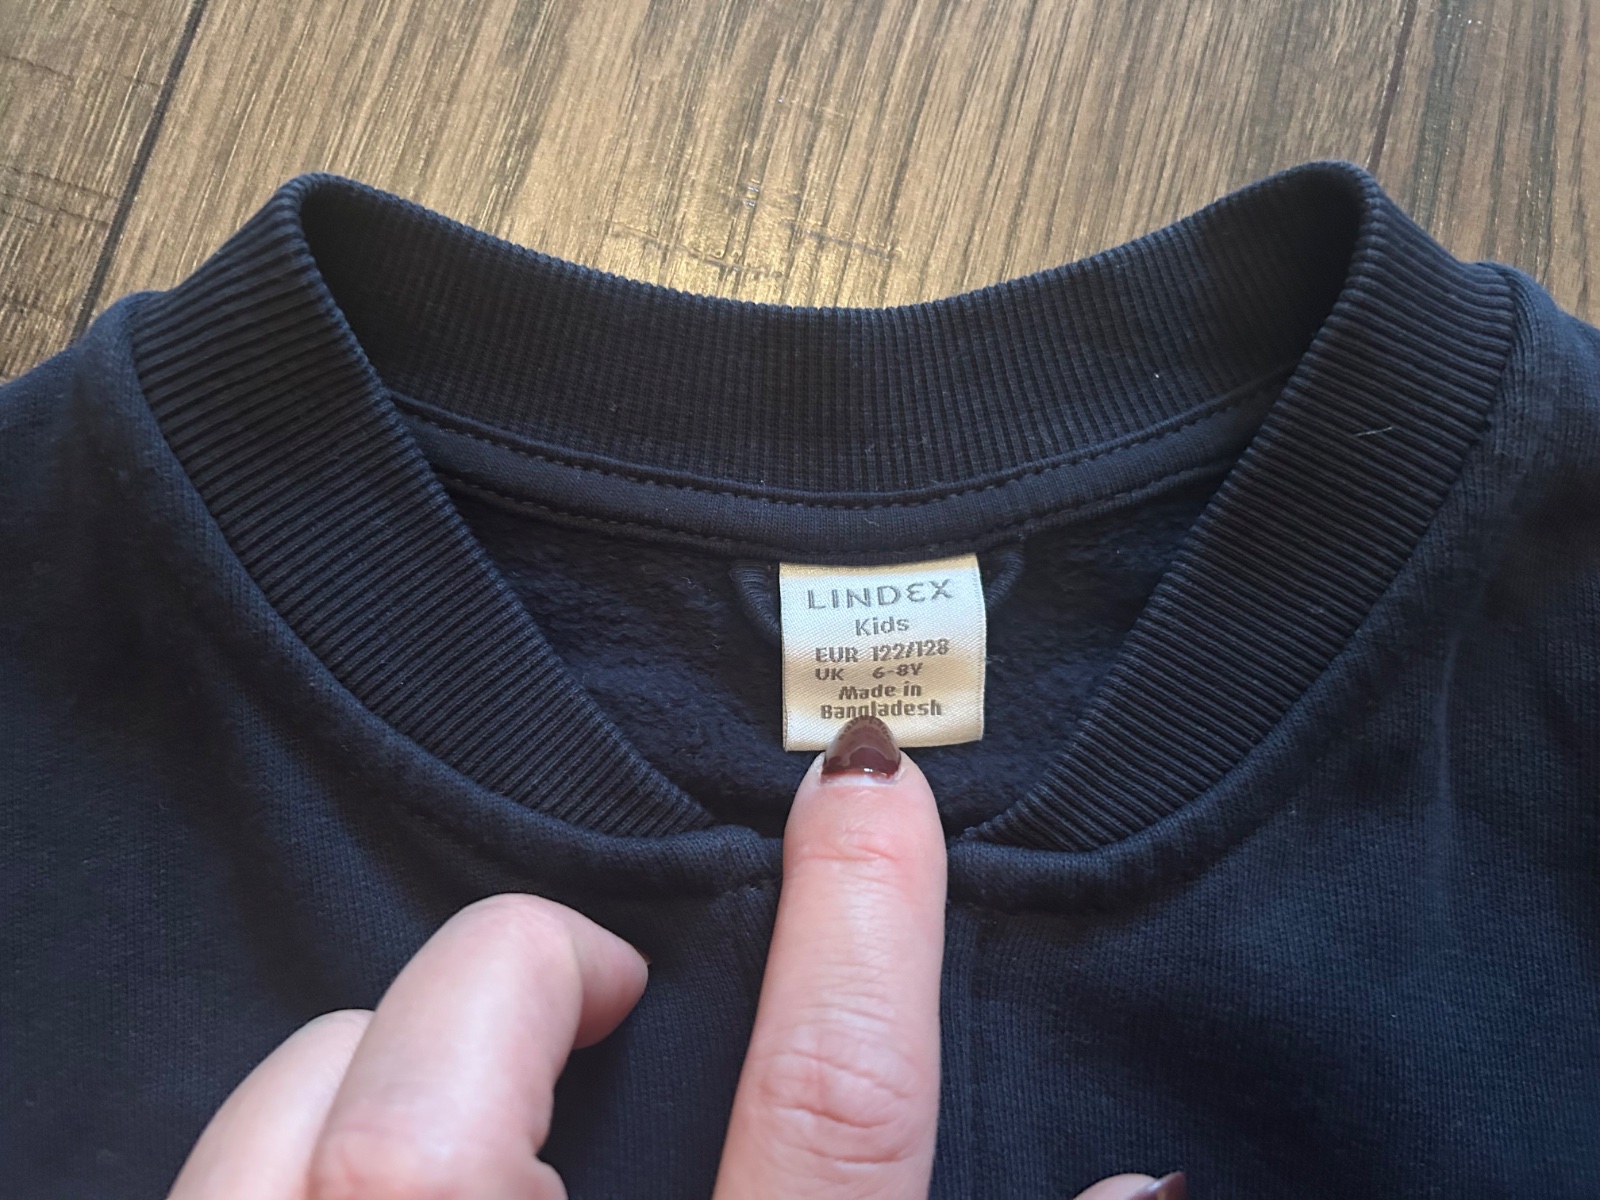 LINDEX
Kids
EUR 122/128
UK 6-8Y
Made in
Bangladesh